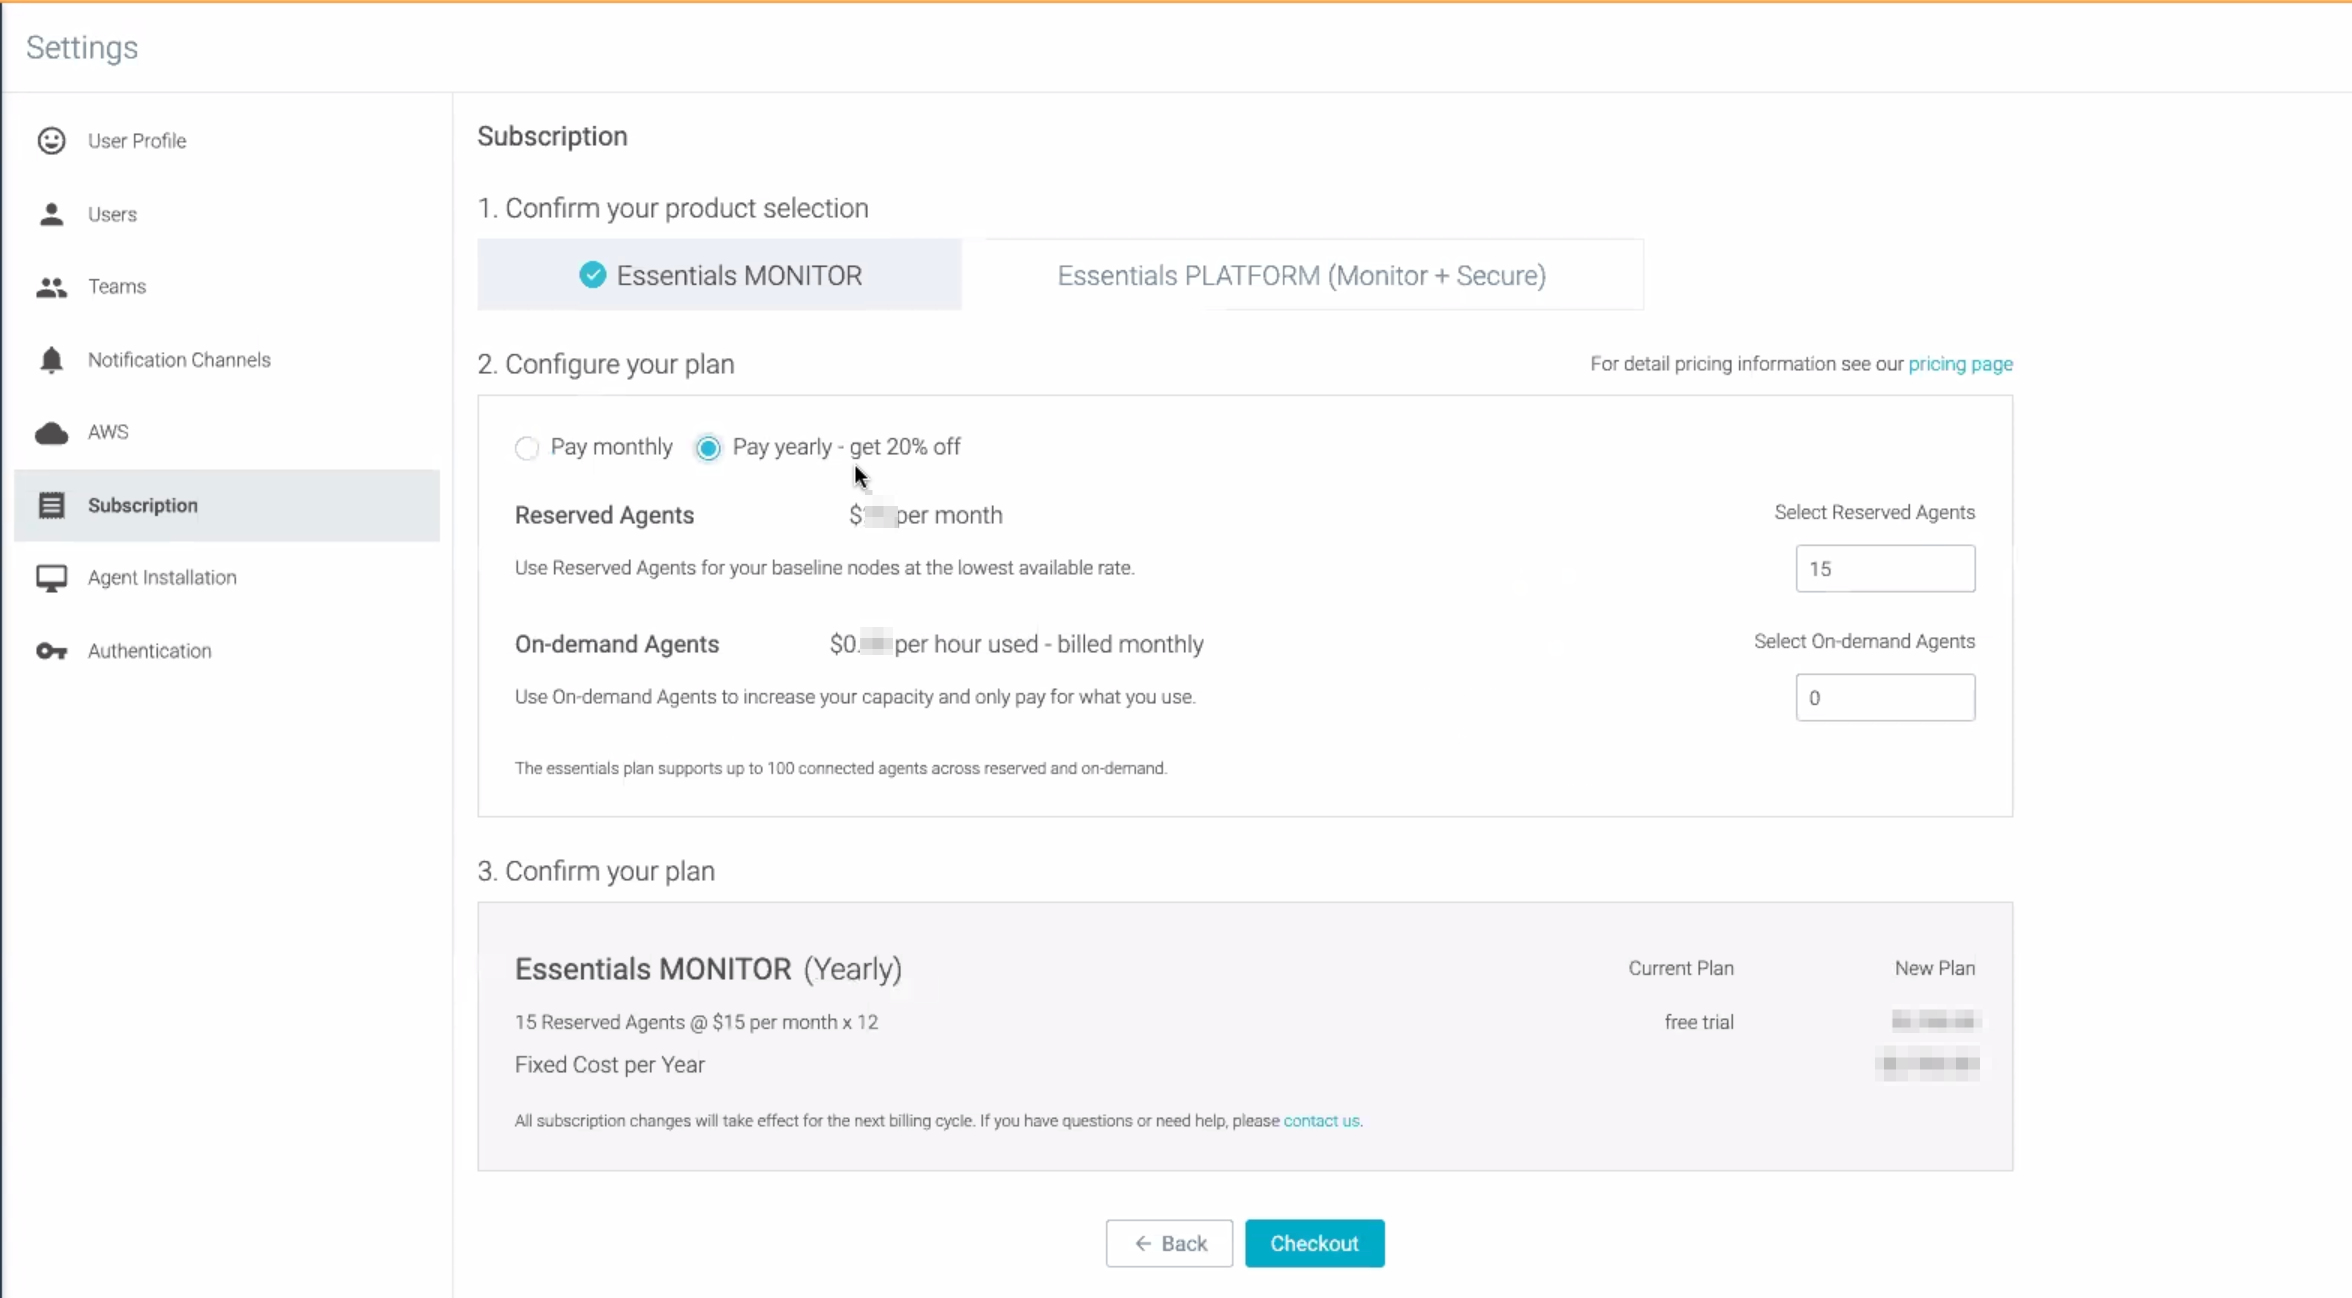 Settings
User Profile
Users
Teams
Notification Channels
AWS
Subscription
Agent Installation
Authentication
Subscription
1. Confirm your product selection
Essentials MONITOR
Essentials PLATFORM (Monitor + Secure)
2. Configure your plan
For detail pricing information see our pricing page
Pay monthly
Pay yearly - get 20% off
Reserved Agents
$ per month
Select Reserved Agents
Use Reserved Agents for your baseline nodes at the lowest available rate.
15
On-demand Agents
$0. per hour used - billed monthly
Select On-demand Agents
Use On-demand Agents to increase your capacity and only pay for what you use.
0
The essentials plan supports up to 100 connected agents across reserved and on-demand.
3. Confirm your plan
Essentials MONITOR (Yearly)
Current Plan
New Plan
15 Reserved Agents @ $15 per month x 12
free trial
Fixed Cost per Year
All subscription changes will take effect for the next billing cycle. If you have questions or need help, please contact us.
← Back
Checkout